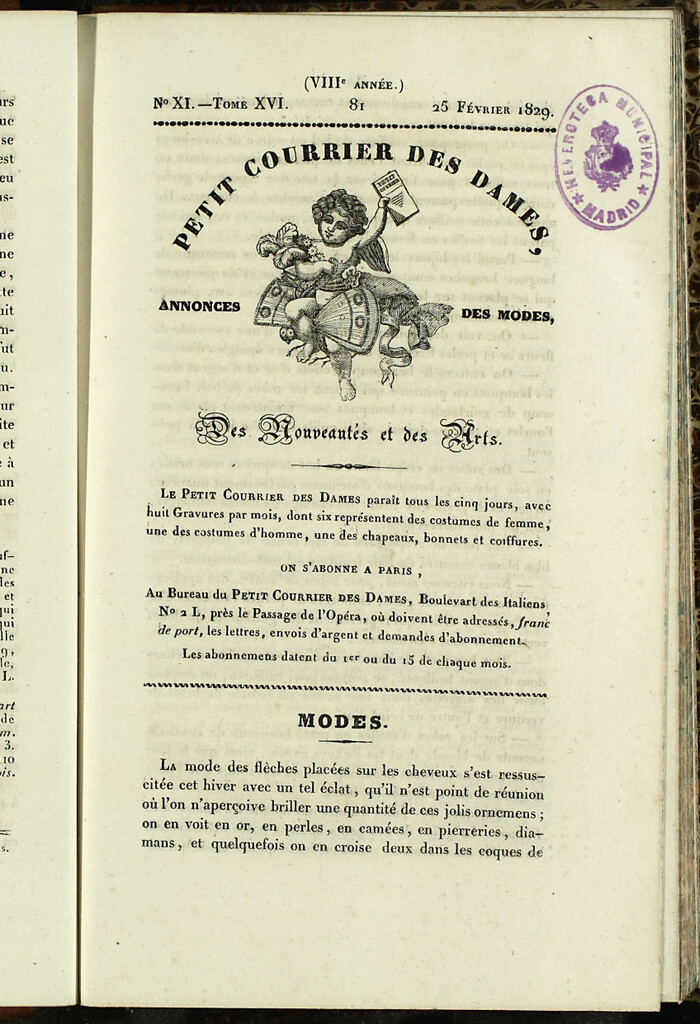 (VIIIe ANNÉE.)
No XI. — TOME XVI. 81 25 FÉVRIER 1829.
PETIT COURRIER DES DAMES,
ANNONCES DES MODES,
Des Nouveautés et des Arts.
LE PETIT COURRIER DES DAMES paraît tous les cinq jours, avec
huit Gravures par mois, dont six représentent des costumes de femme,
une des costumes d'homme, une des chapeaux, bonnets et coiffures.
ON S'ABONNE A PARIS,
Au Bureau du PETIT COURRIER DES DAMES, Boulevart des Italiens,
No 2 L, près le Passage de l'Opéra, où doivent être adressés, franc
de port, les lettres, envois d'argent et demandes d'abonnement.
Les abonnemens datent du 1er ou du 15 de chaque mois.
MODES.
LA mode des flèches placées sur les cheveux s'est ressus-
citée cet hiver avec un tel éclat, qu'il n'est point de réunion
où l'on n'aperçoive briller une quantité de ces jolis ornemens ;
on en voit en or, en perles, en camées, en pierreries, dia-
mans, et quelquefois on en croise deux dans les coques de
HEMEROTECA MUNICIPAL
MADRID